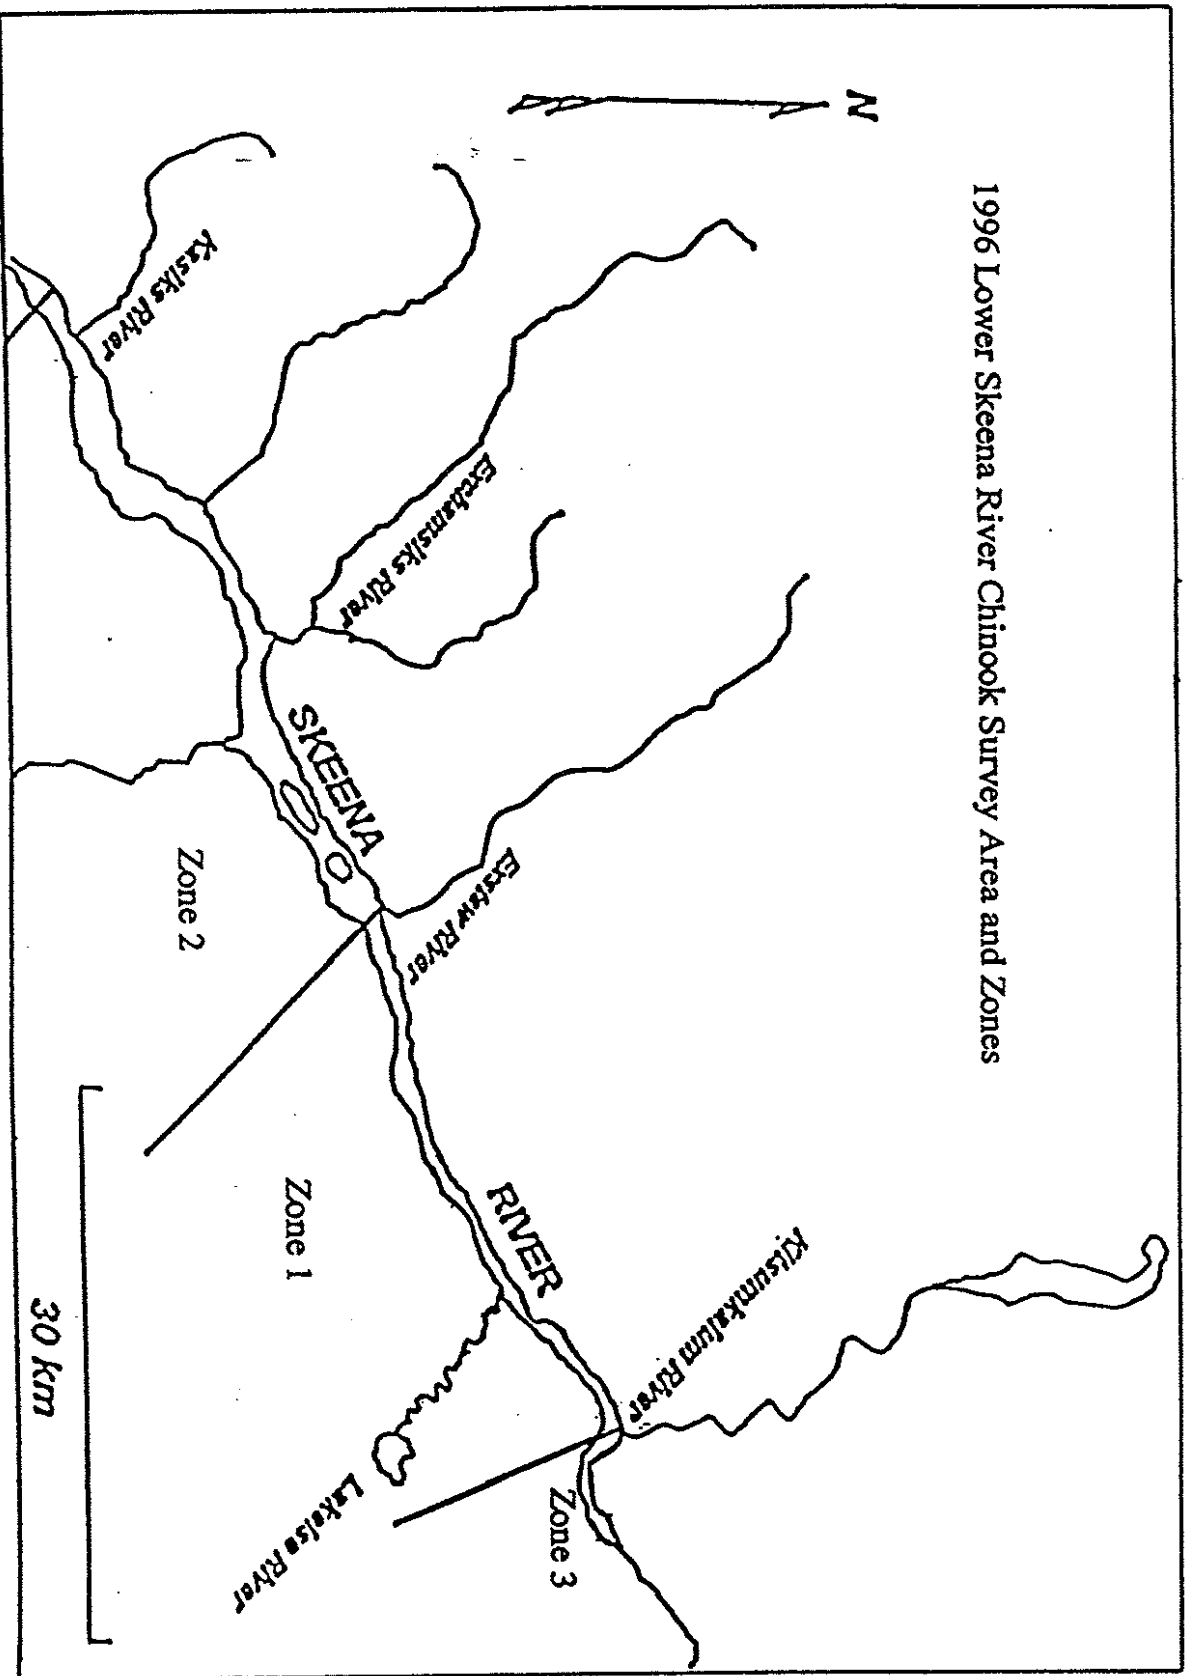 1996 Lower Skeena River Chinook Survey Area and Zones
N
Kitsumkalum River
RIVER
Zone 3
Exstew River
Exchamsiks River
SKEENA
Lakelse River
Zone 1
Kasiks River
Zone 2
30 km